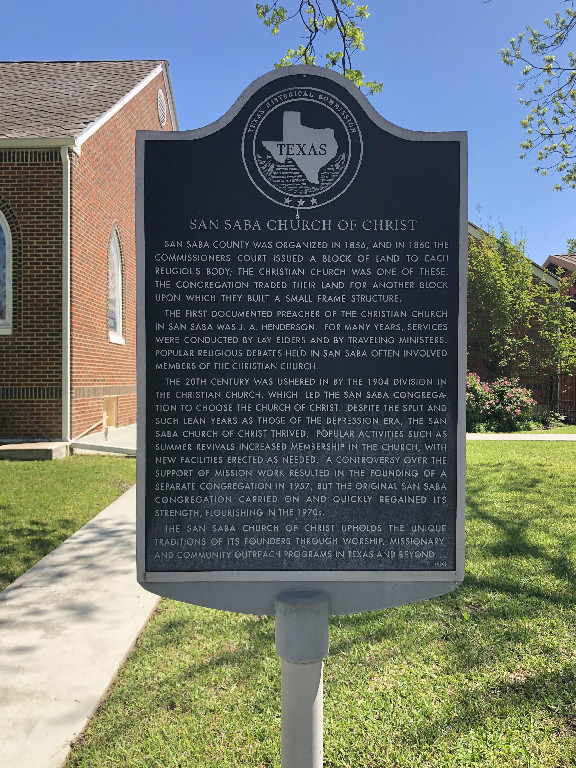 TEXAS HISTORICAL COMMISSION
TEXAS
SAN SABA CHURCH OF CHRIST
SAN SABA COUNTY WAS ORGANIZED IN 1856, AND IN 1860 THE
COMMISSIONERS COURT ISSUED A BLOCK OF LAND TO EACH
RELIGIOUS BODY; THE CHRISTIAN CHURCH WAS ONE OF THESE.
THE CONGREGATION TRADED THEIR LAND FOR ANOTHER BLOCK
UPON WHICH THEY BUILT A SMALL FRAME STRUCTURE.
THE FIRST DOCUMENTED PREACHER OF THE CHRISTIAN CHURCH
IN SAN SABA WAS J. A. HENDERSON. FOR MANY YEARS, SERVICES
WERE CONDUCTED BY LAY ELDERS AND BY TRAVELING MINISTERS.
POPULAR RELIGIOUS DEBATES HELD IN SAN SABA OFTEN INVOLVED
MEMBERS OF THE CHRISTIAN CHURCH.
THE 20TH CENTURY WAS USHERED IN BY THE 1904 DIVISION IN
THE CHRISTIAN CHURCH, WHICH LED THE SAN SABA CONGREGA-
TION TO CHOOSE THE CHURCH OF CHRIST. DESPITE THE SPLIT AND
SUCH LEAN YEARS AS THOSE OF THE DEPRESSION ERA, THE SAN
SABA CHURCH OF CHRIST THRIVED. POPULAR ACTIVITIES SUCH AS
SUMMER REVIVALS INCREASED MEMBERSHIP IN THE CHURCH, WITH
NEW FACILITIES ERECTED AS NEEDED. A CONTROVERSY OVER THE
SUPPORT OF MISSION WORK RESULTED IN THE FOUNDING OF A
SEPARATE CONGREGATION IN 1957, BUT THE ORIGINAL SAN SABA
CONGREGATION CARRIED ON AND QUICKLY REGAINED ITS
STRENGTH, FLOURISHING IN THE 1970s.
THE SAN SABA CHURCH OF CHRIST UPHOLDS THE UNIQUE
TRADITIONS OF ITS FOUNDERS THROUGH WORSHIP, MISSIONARY,
AND COMMUNITY OUTREACH PROGRAMS IN TEXAS AND BEYOND.